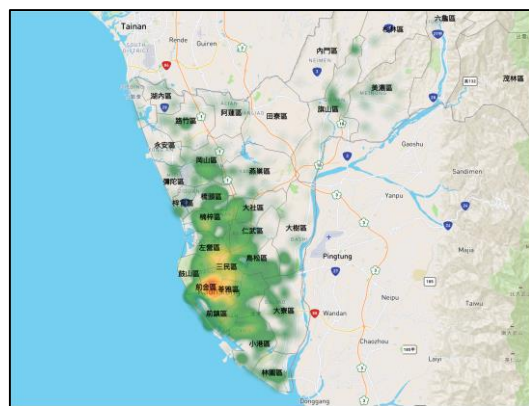 Tainan
六龜區
Rende
Guiren
內門區
NEIMEN
杉林區
美濃區
茂林區
湖內區
阿蓮區
田寮區
旗山區
路竹區
永安區
Gaoshu
岡山區
燕巢區
Sandimen
彌陀區
梓官區
橋頭區
大社區
Yanpu
楠梓區
仁武區
大樹區
左營區
鳥松區
Pingtung
Majia
三民區
鼓山區
前金區
苓雅區
Neipu
Taiwu
前鎮區
大寮區
Wandan
小港區
Chaozhou
Laiyi
林園區
Donggang